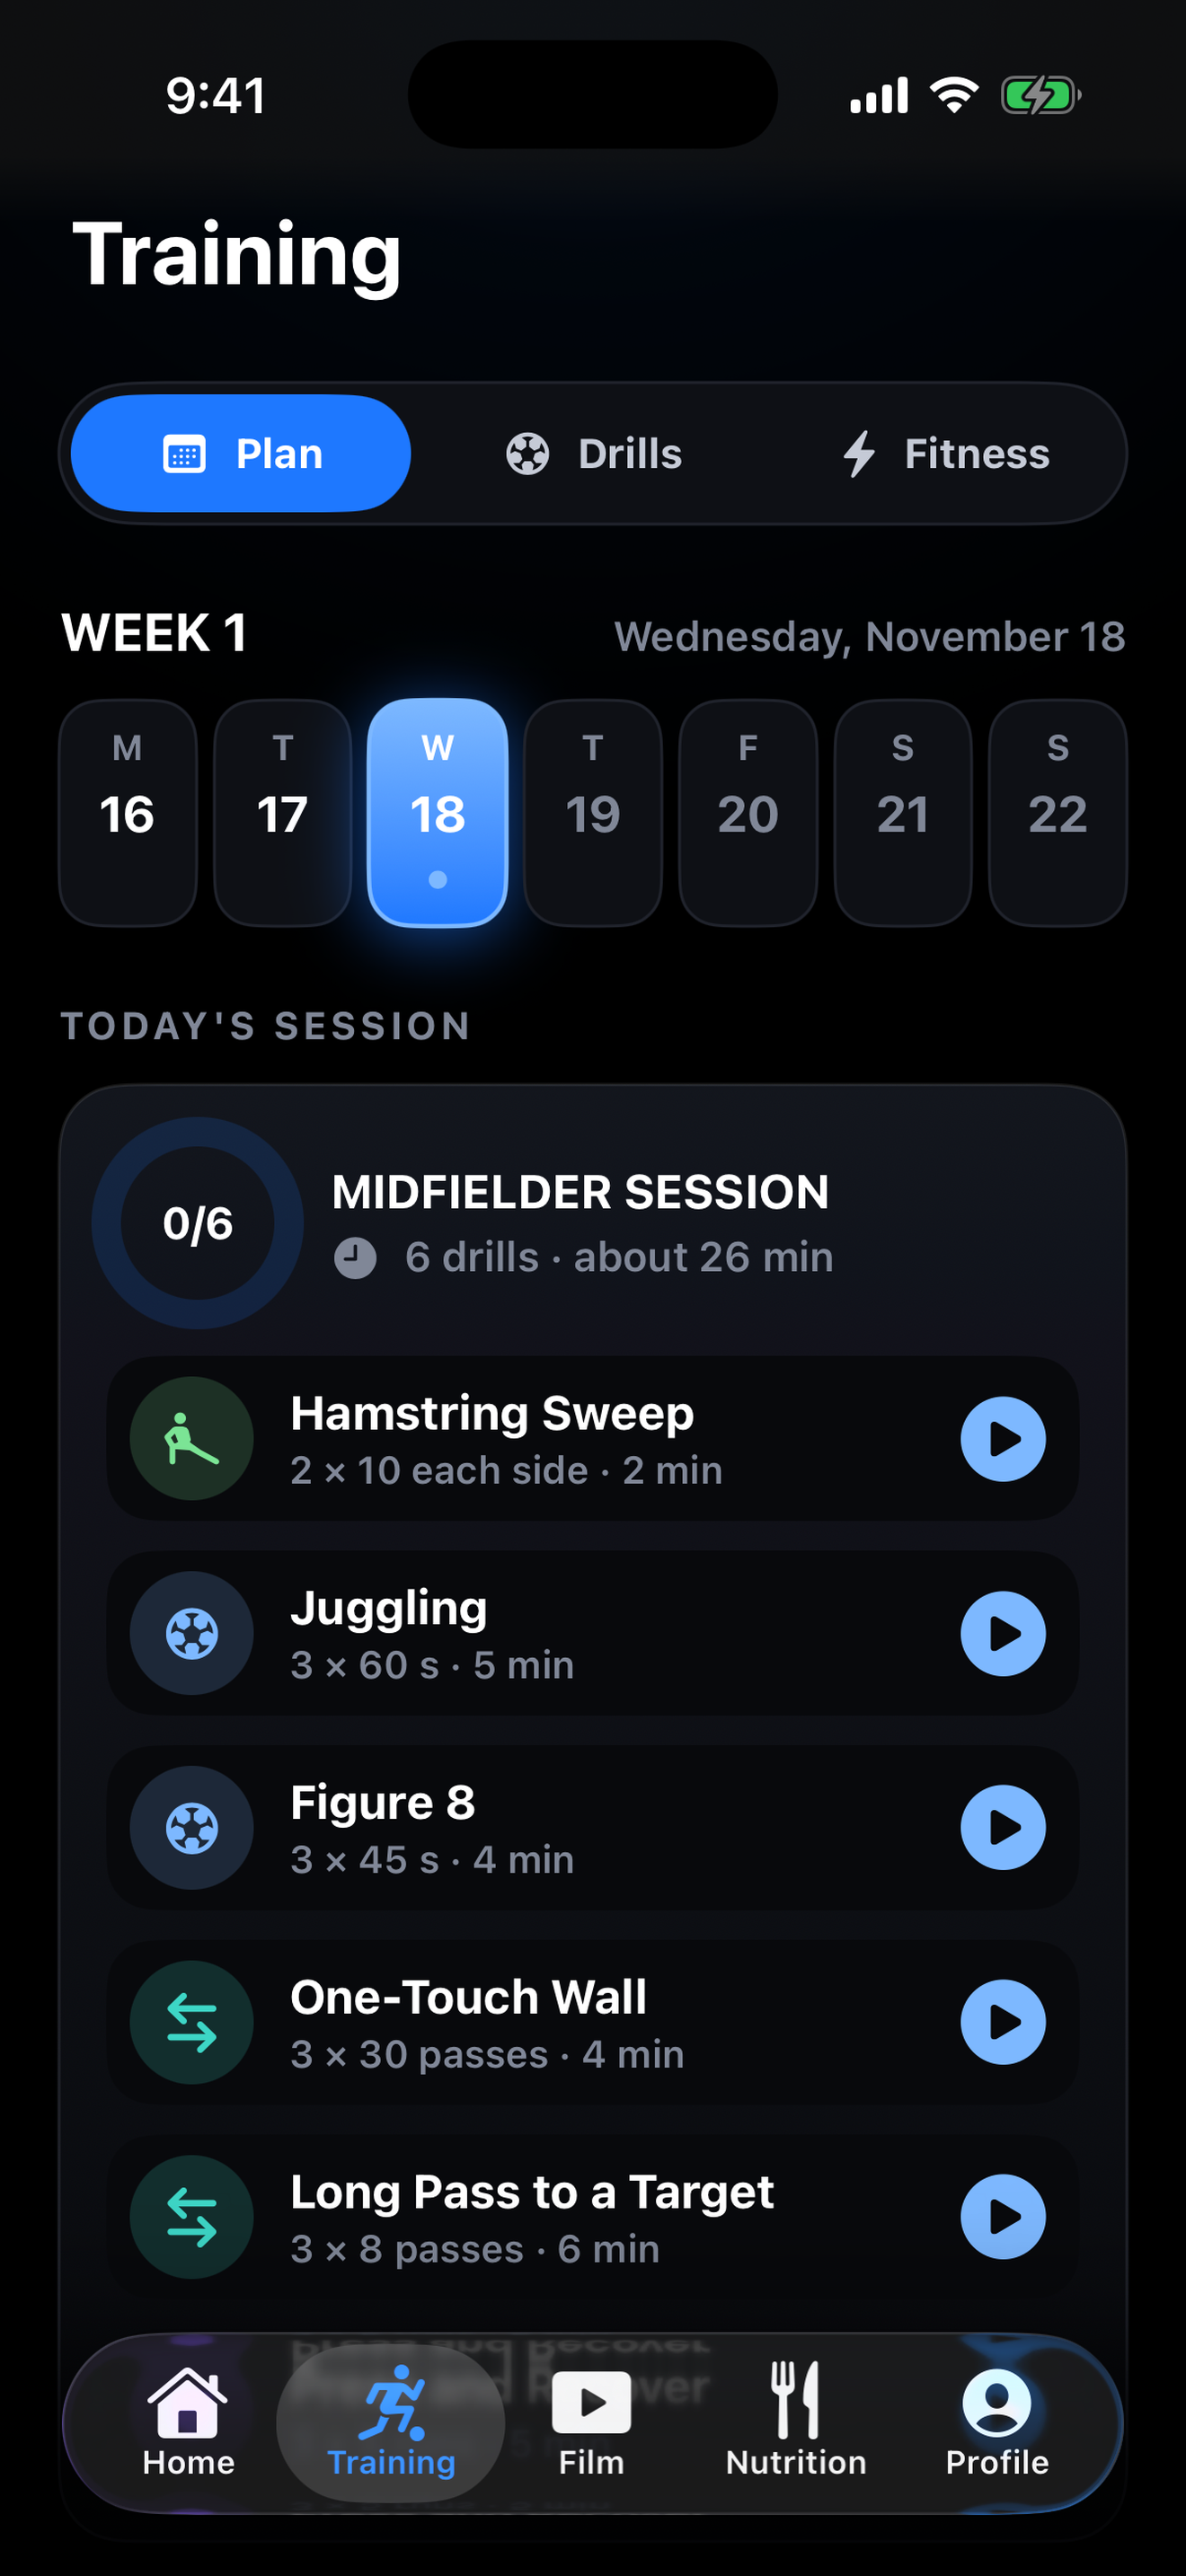 9:41
Training
Plan
Drills
Fitness
WEEK 1
Wednesday, November 18
M
T
W
T
F
S
S
16
17
18
19
20
21
22
TODAY'S SESSION
0/6
MIDFIELDER SESSION
6 drills · about 26 min
Hamstring Sweep
2 × 10 each side · 2 min
Juggling
3 × 60 s · 5 min
Figure 8
3 × 45 s · 4 min
One-Touch Wall
3 × 30 passes · 4 min
Long Pass to a Target
3 × 8 passes · 6 min
Press and Recover
Home
Training
Film
Nutrition
Profile